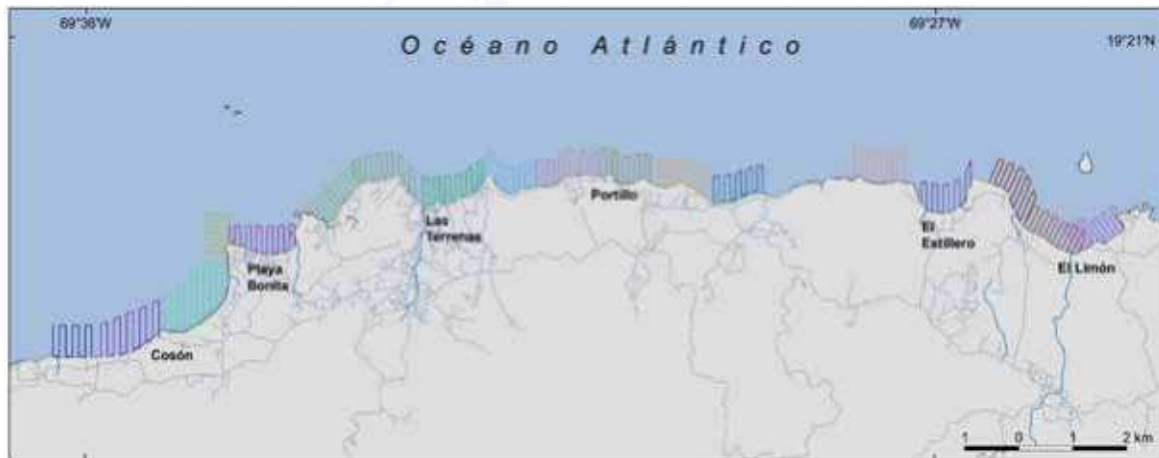 69°36'W
69°27'W
Océano Atlántico
19°21'N
Portillo
Las
Terrenas
El
Estillero
Playa
Bonita
El Limón
Cosón
1 0 1 2 km